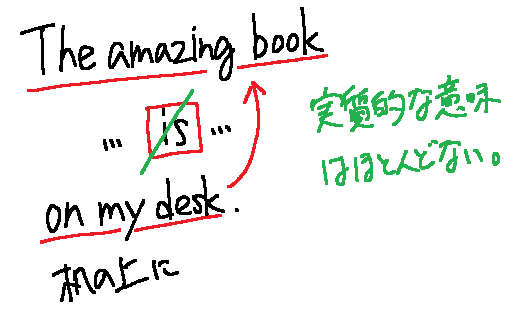 The amazing book
... is ...
on my desk.
机の上に
実質的な意味
はほとんどない。